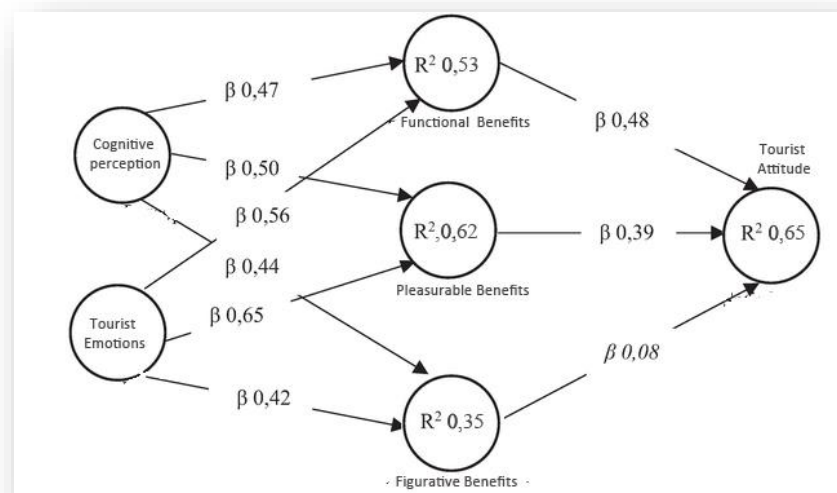 R² 0,53
β 0,47
Functional Benefits
β 0,48
Cognitive
perception
Tourist
Attitude
β 0,50
β 0,56
R², 0,62
β 0,39
R² 0,65
β 0,44
Pleasurable Benefits
β 0,65
Tourist
Emotions
β 0,08
β 0,42
R² 0,35
Figurative Benefits